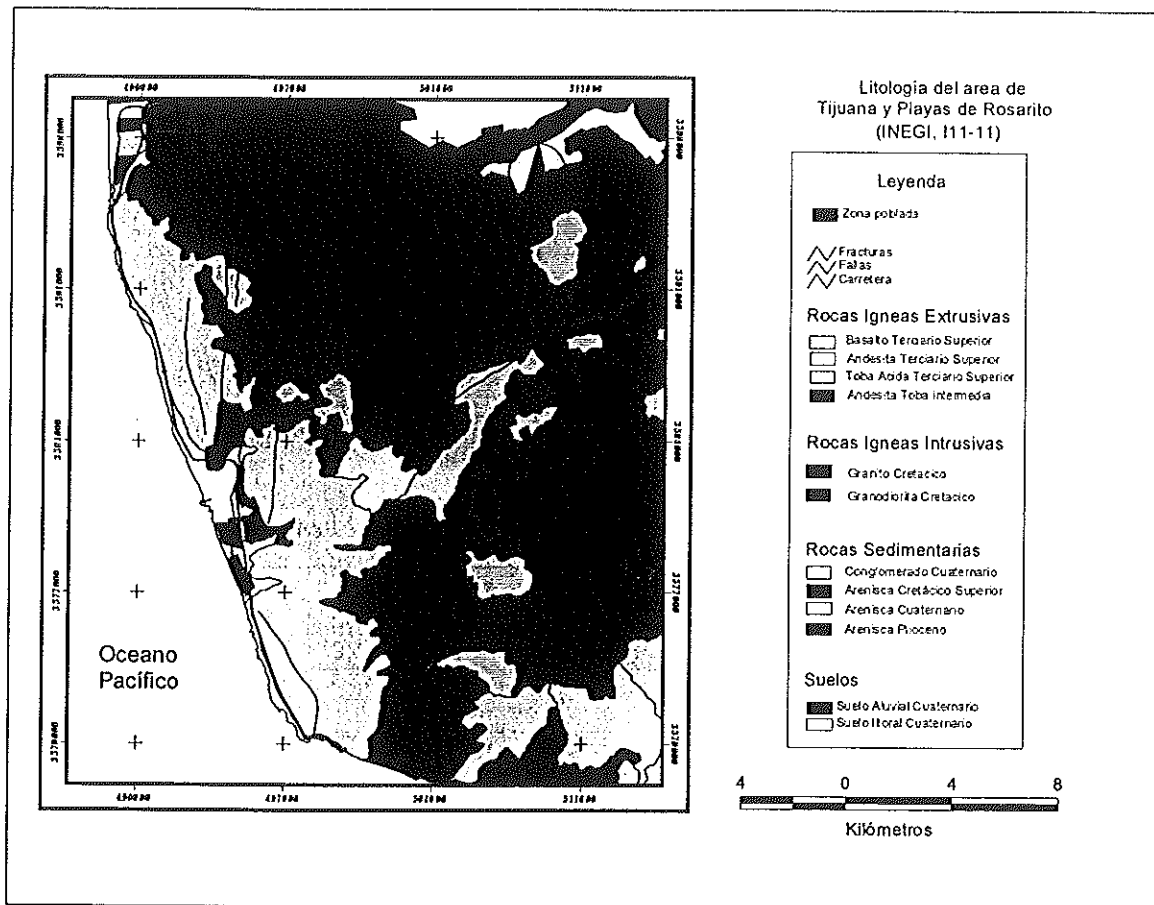 Litología del area de
Tijuana y Playas de Rosarito
(INEGI, I11-11)
Leyenda
Zona poblada
Fracturas
Fallas
Carretera
Rocas Igneas Extrusivas
Basalto Terciario Superior
Andesita Terciario Superior
Toba Acida Terciario Superior
Andesita Toba Intermedia
Rocas Igneas Intrusivas
Granito Cretacico
Granodiorita Cretacico
Rocas Sedimentarias
Conglomerado Cuaternario
Arenisca Cretácico Superior
Arenisca Cuaternario
Arenisca Plioceno
Suelos
Suelo Aluvial Cuaternario
Suelo litoral Cuaternario
Oceano
Pacífico
4 0 4 8
Kilómetros